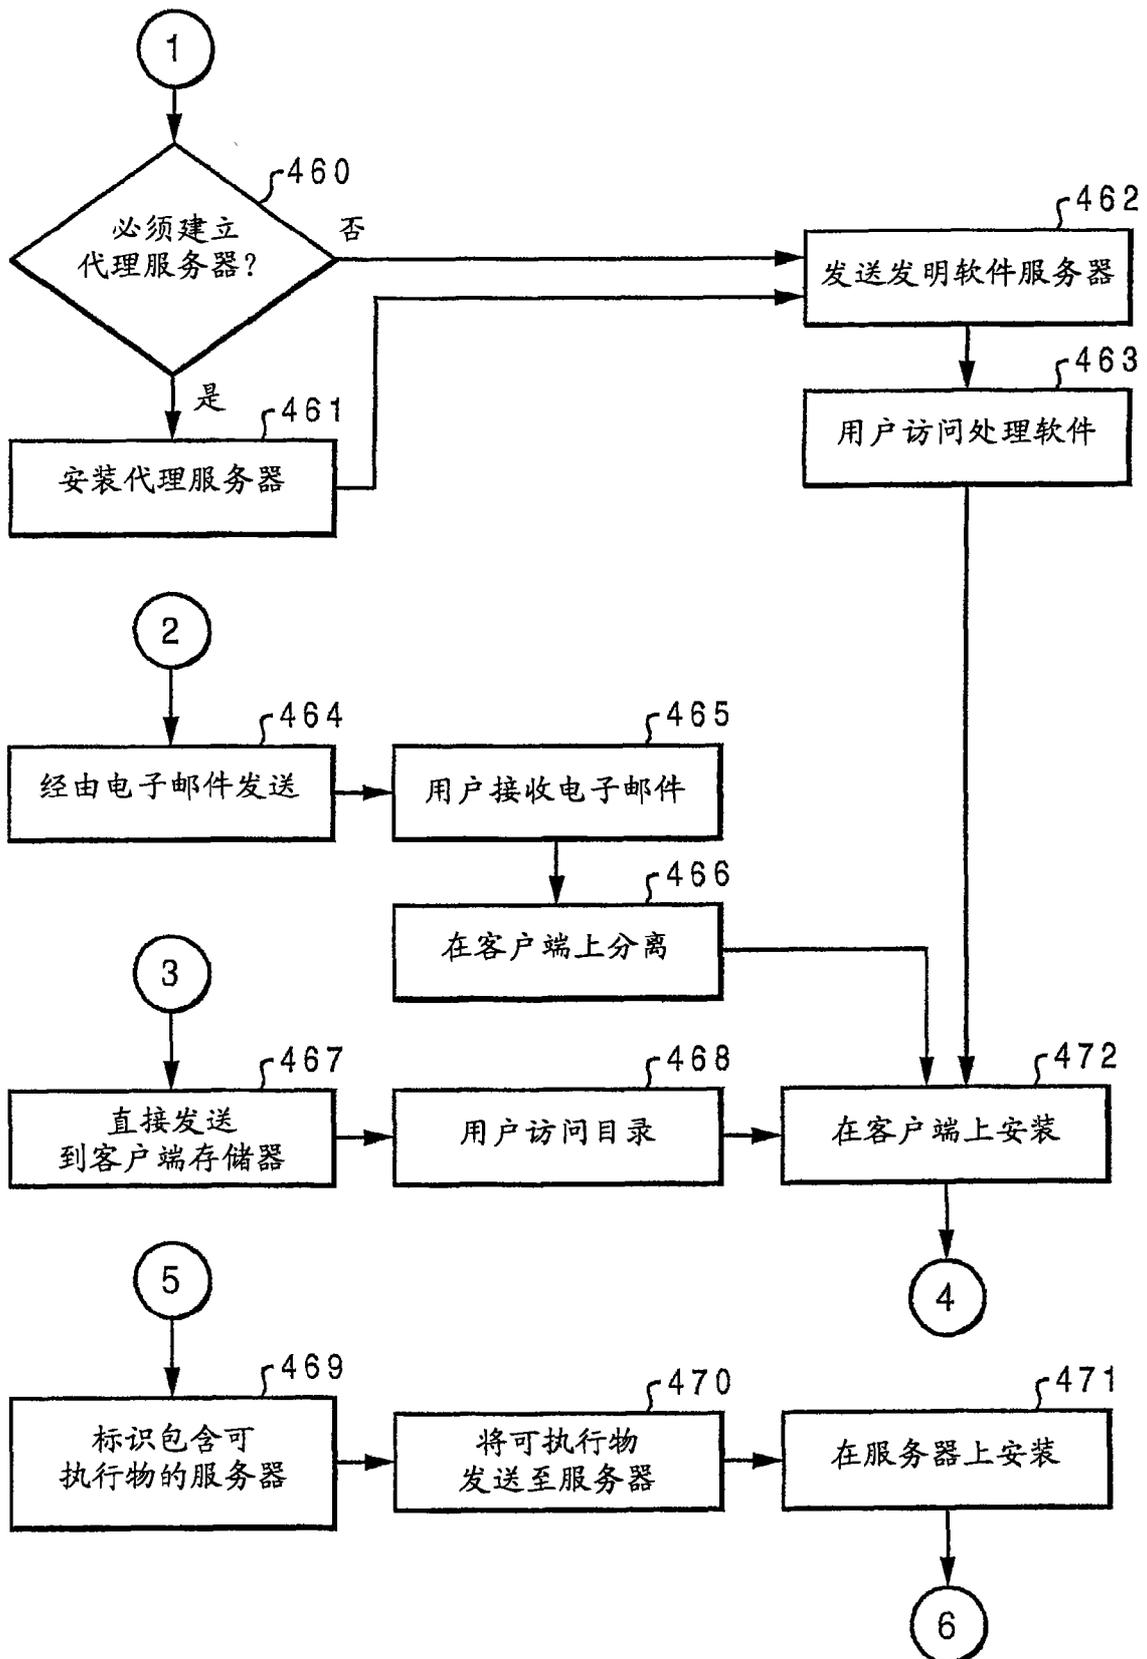 1
460
必须建立
代理服务器?
否
是
462
发送发明软件服务器
463
用户访问处理软件
461
安装代理服务器
2
464
经由电子邮件发送
465
用户接收电子邮件
466
在客户端上分离
3
467
直接发送
到客户端存储器
468
用户访问目录
472
在客户端上安装
4
5
469
标识包含可
执行物的服务器
470
将可执行物
发送至服务器
471
在服务器上安装
6